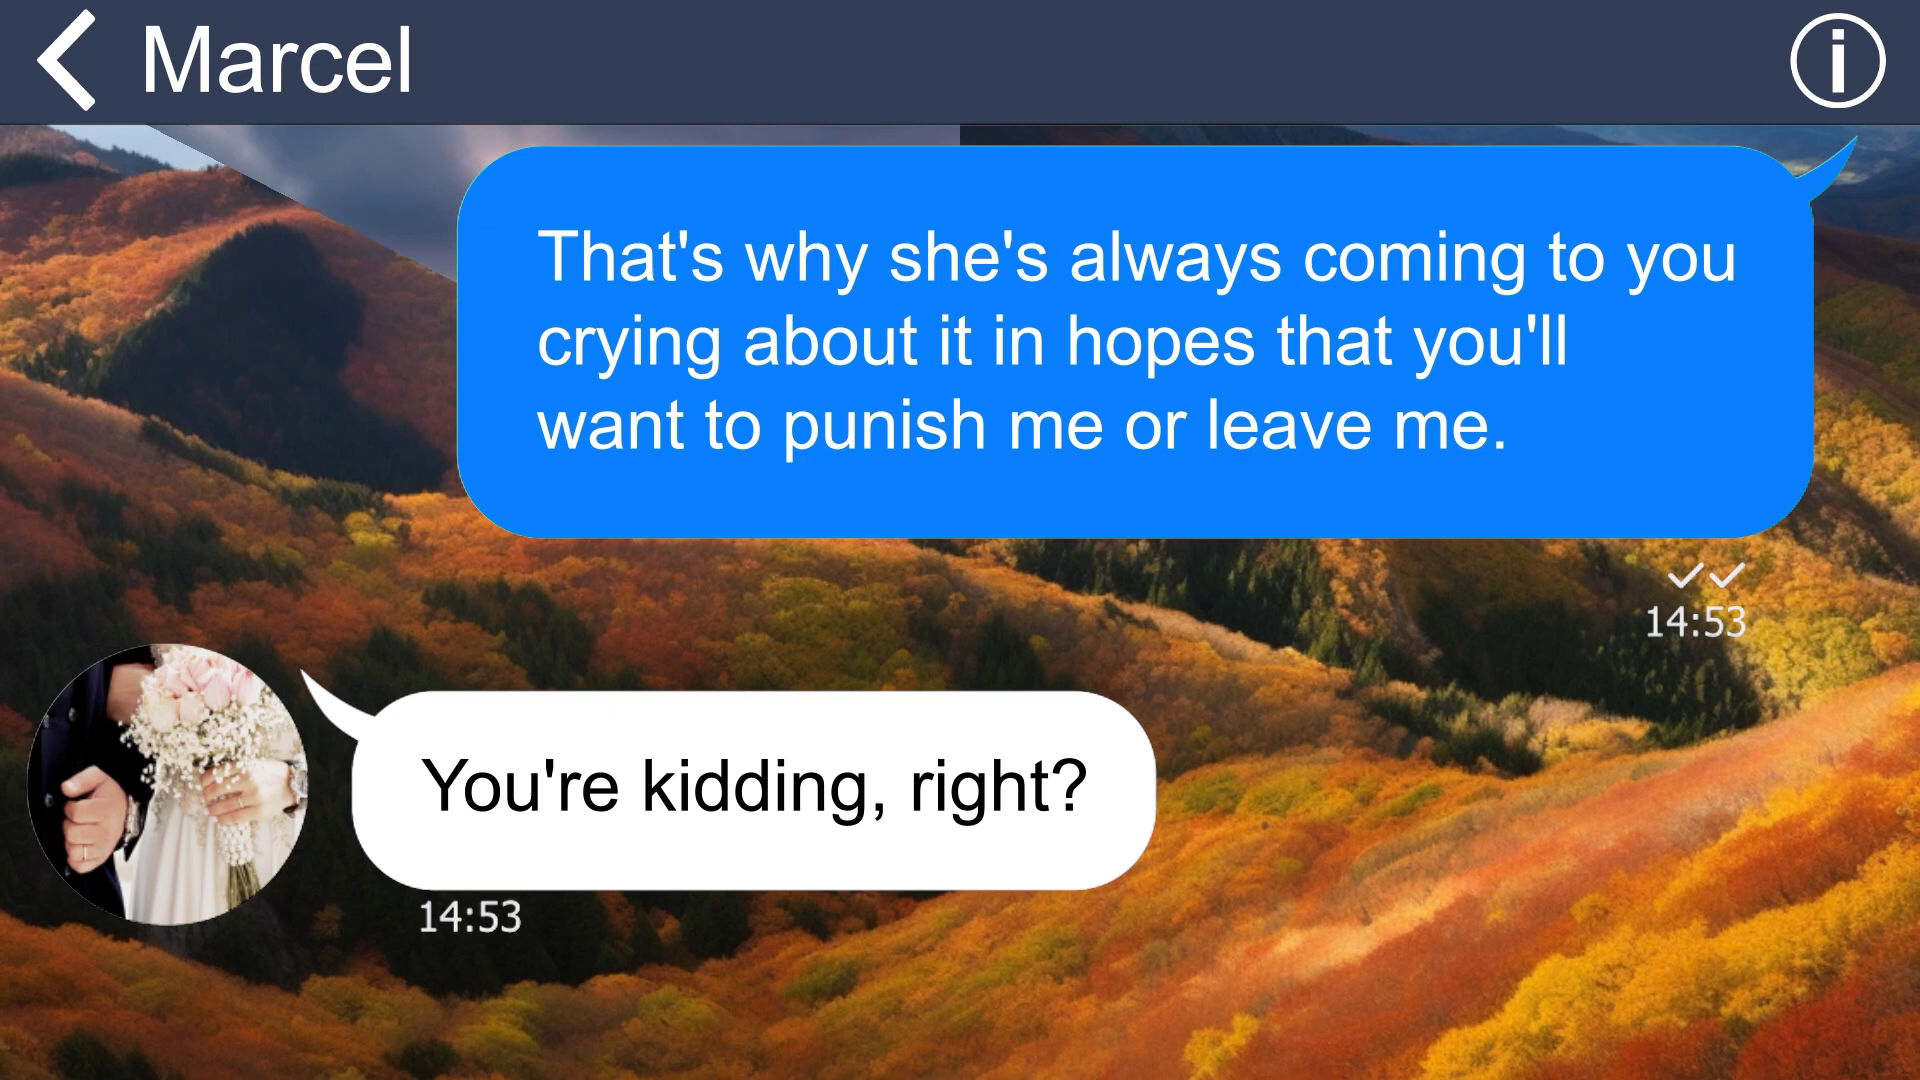 Marcel
That's why she's always coming to you
crying about it in hopes that you'll
want to punish me or leave me.
14:53
You're kidding, right?
14:53